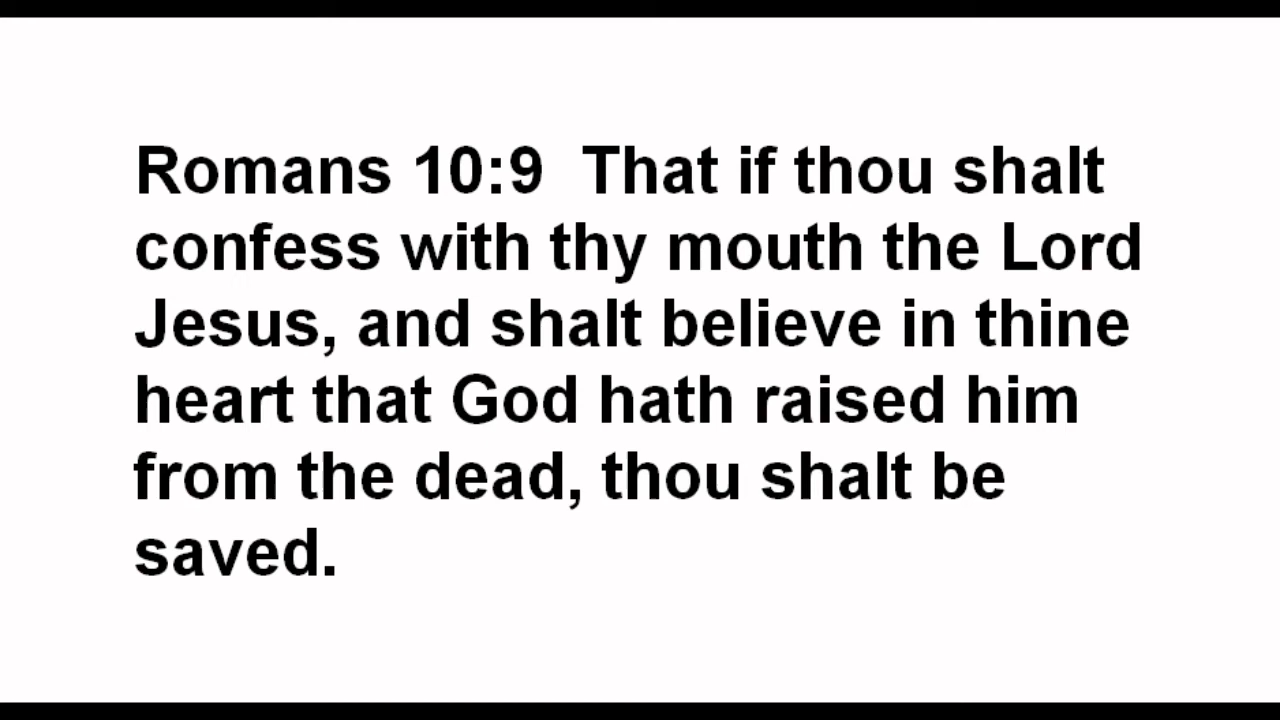 Romans 10:9  That if thou shalt
confess with thy mouth the Lord
Jesus, and shalt believe in thine
heart that God hath raised him
from the dead, thou shalt be
saved.